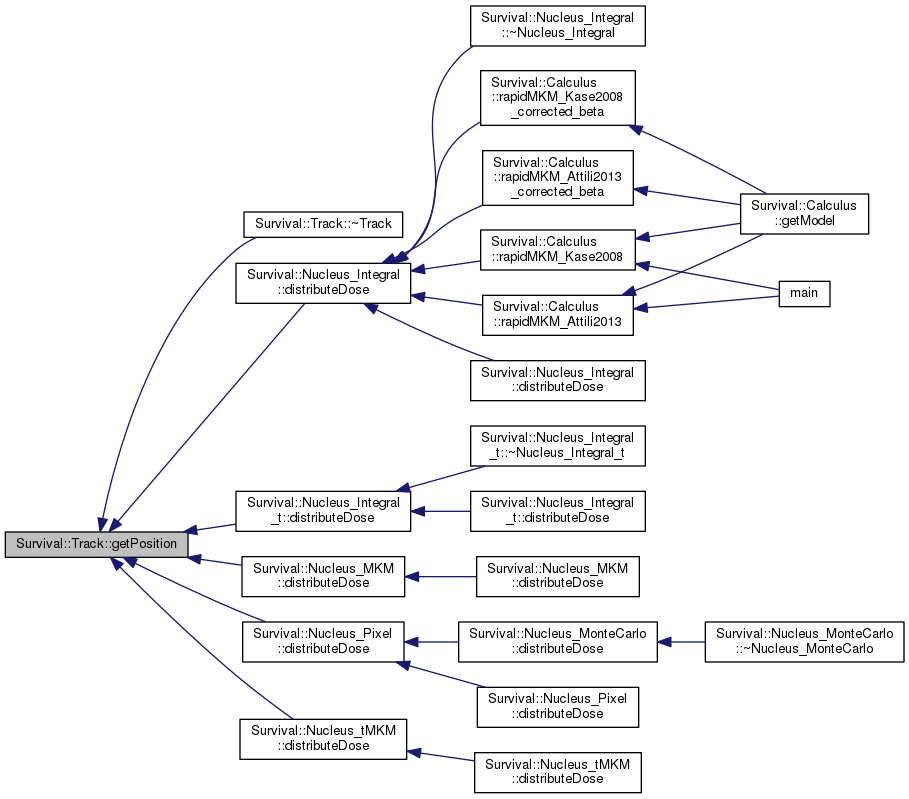 Survival::Nucleus_Integral
::~Nucleus_Integral
Survival::Calculus
::rapidMKM_Kase2008
_corrected_beta
Survival::Calculus
::rapidMKM_Attili2013
_corrected_beta
Survival::Calculus
::getModel
Survival::Track::~Track
Survival::Calculus
::rapidMKM_Kase2008
Survival::Nucleus_Integral
::distributeDose
main
Survival::Calculus
::rapidMKM_Attili2013
Survival::Nucleus_Integral
::distributeDose
Survival::Nucleus_Integral
_t::~Nucleus_Integral_t
Survival::Nucleus_Integral
_t::distributeDose
Survival::Nucleus_Integral
_t::distributeDose
Survival::Track::getPosition
Survival::Nucleus_MKM
::distributeDose
Survival::Nucleus_MKM
::distributeDose
Survival::Nucleus_Pixel
::distributeDose
Survival::Nucleus_MonteCarlo
::distributeDose
Survival::Nucleus_MonteCarlo
::~Nucleus_MonteCarlo
Survival::Nucleus_Pixel
::distributeDose
Survival::Nucleus_tMKM
::distributeDose
Survival::Nucleus_tMKM
::distributeDose